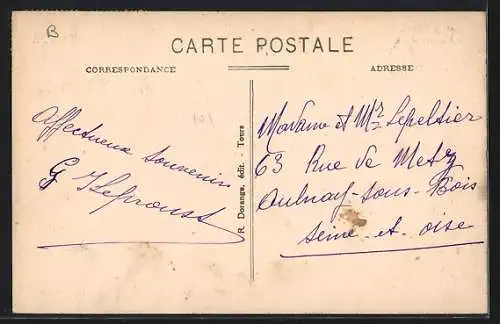 B
CARTE POSTALE
CORRESPONDANCE
ADRESSE
Affectueux souvenir
G
R. Dorange, édit. - Tours
Madame et Mr Lepeltier
63 Rue de Metz
Aulnay-sous-Bois
Seine-et-oise